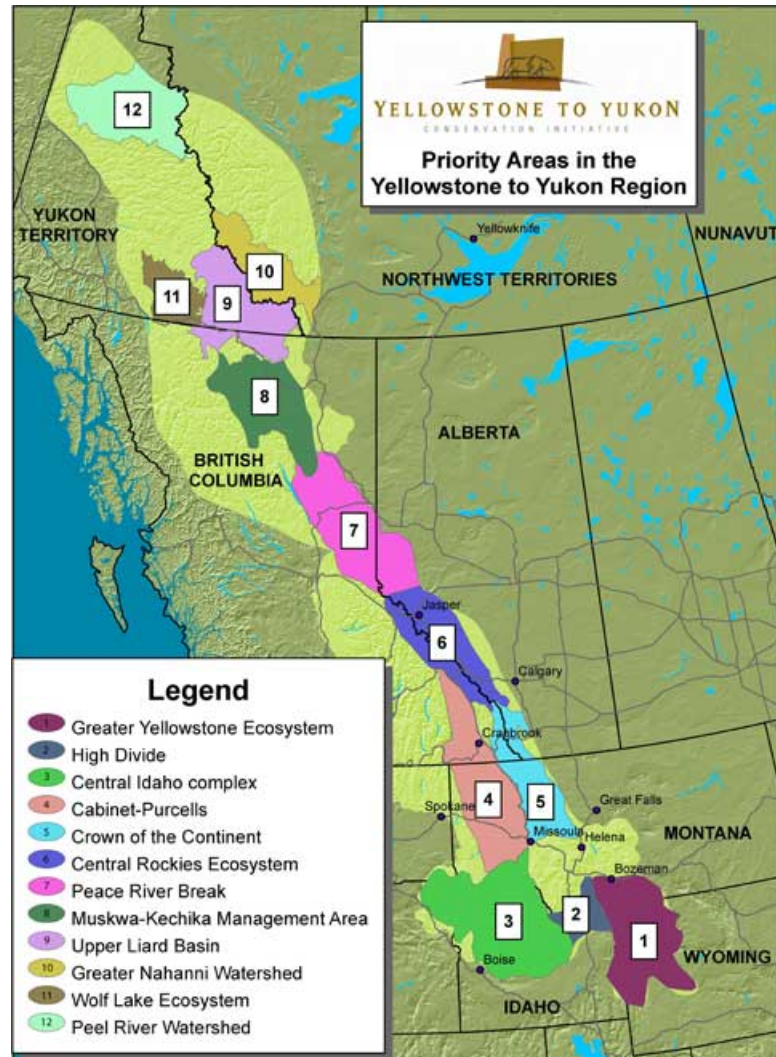 YELLOWSTONE TO YUKON
CONSERVATION INITIATIVE
Priority Areas in the
Yellowstone to Yukon Region
12
YUKON
TERRITORY
Yellowknife
NUNAVUT
NORTHWEST TERRITORIES
10
11
9
8
ALBERTA
BRITISH
COLUMBIA
7
Jasper
6
Calgary
Cranbrook
4
5
Spokane
Great Falls
Missoula
Helena
MONTANA
Bozeman
3
2
1
WYOMING
Boise
IDAHO
Legend
1 Greater Yellowstone Ecosystem
2 High Divide
3 Central Idaho complex
4 Cabinet-Purcells
5 Crown of the Continent
6 Central Rockies Ecosystem
7 Peace River Break
8 Muskwa-Kechika Management Area
9 Upper Liard Basin
10 Greater Nahanni Watershed
11 Wolf Lake Ecosystem
12 Peel River Watershed